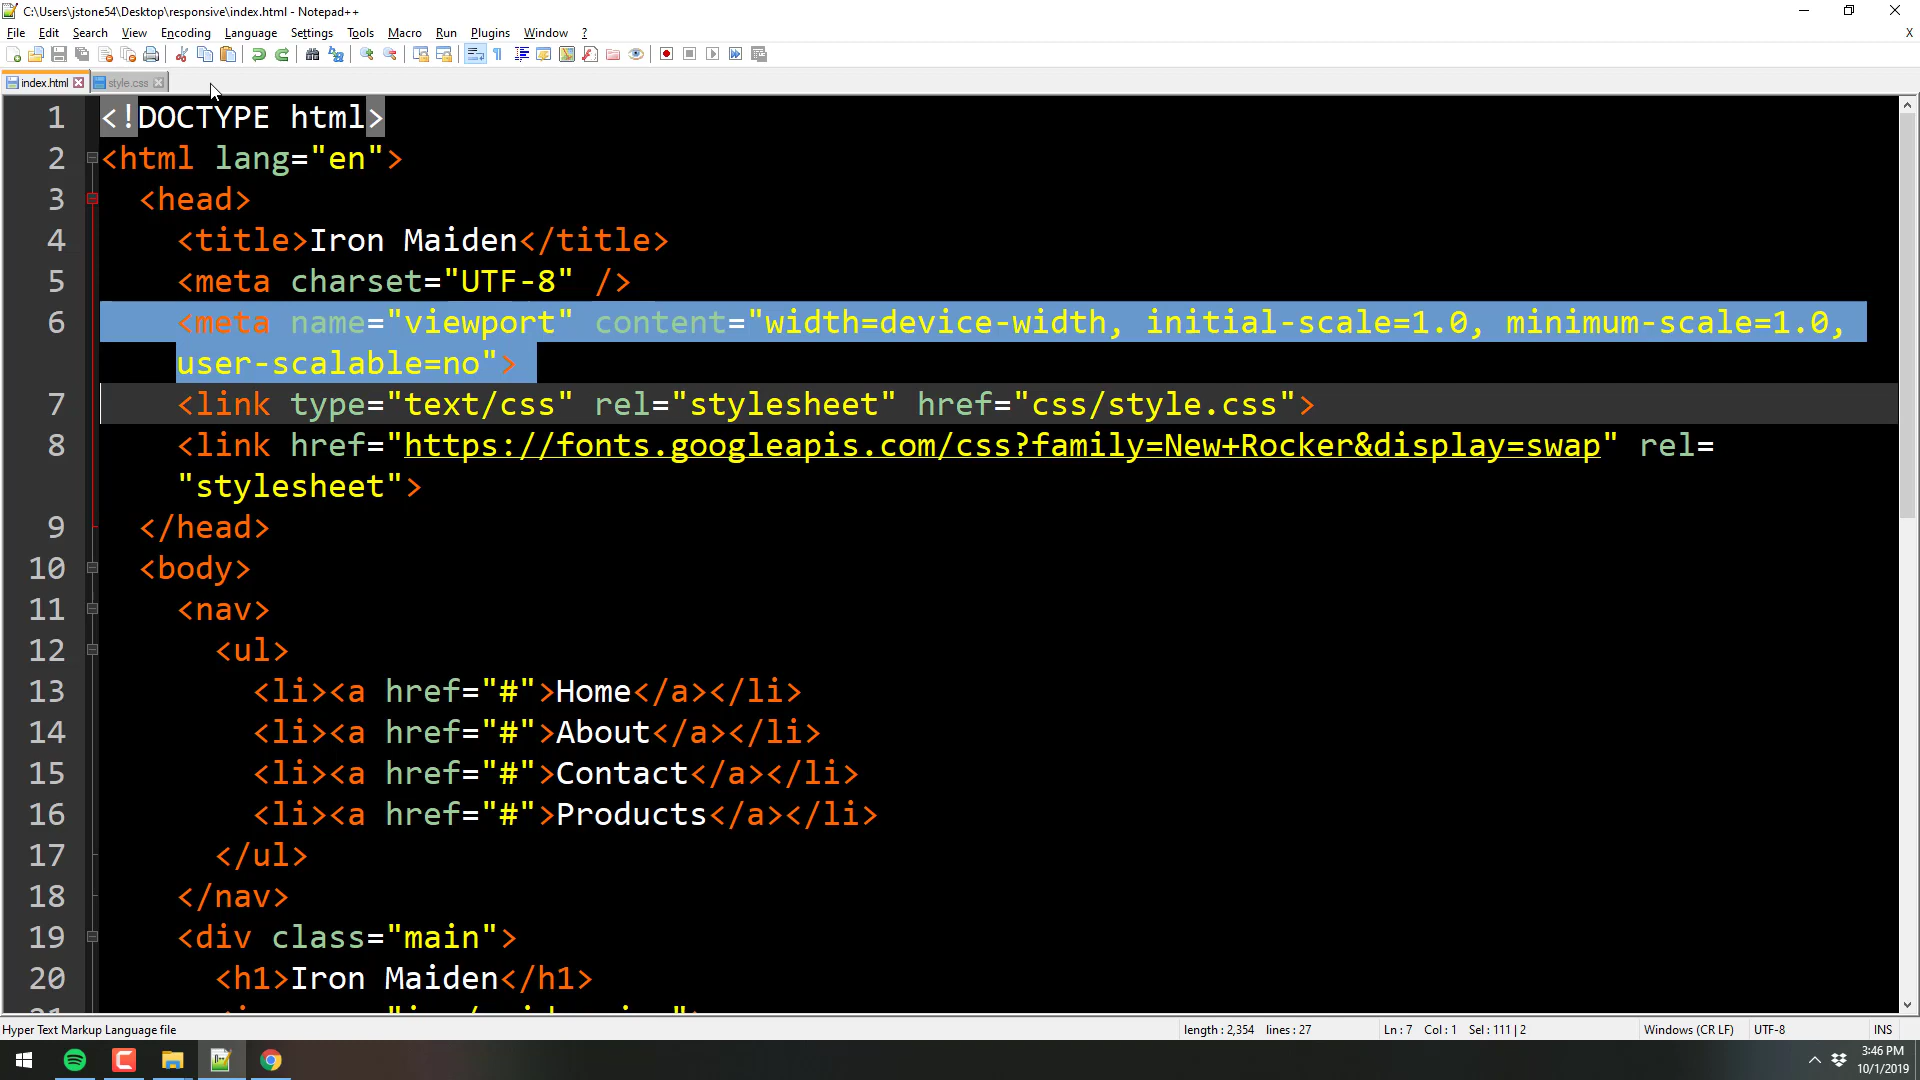 C:\Users\jstone54\Desktop\responsive\index.html - Notepad++
File Edit Search View Encoding Language Settings Tools Macro Run Plugins Window ? X
index.html style.css
1 <!DOCTYPE html>
2 <html lang="en">
3 <head>
4 <title>Iron Maiden</title>
5 <meta charset="UTF-8" />
6 <meta name="viewport" content="width=device-width, initial-scale=1.0, minimum-scale=1.0,
user-scalable=no">
7 <link type="text/css" rel="stylesheet" href="css/style.css">
8 <link href="https://fonts.googleapis.com/css?family=New+Rocker&display=swap" rel=
"stylesheet">
9 </head>
10 <body>
11 <nav>
12 <ul>
13 <li><a href="#">Home</a></li>
14 <li><a href="#">About</a></li>
15 <li><a href="#">Contact</a></li>
16 <li><a href="#">Products</a></li>
17 </ul>
18 </nav>
19 <div class="main">
20 <h1>Iron Maiden</h1>
Hyper Text Markup Language file length : 2,354 lines : 27 Ln : 7 Col : 1 Sel : 111 | 2 Windows (CR LF) UTF-8 INS
3:46 PM
10/1/2019